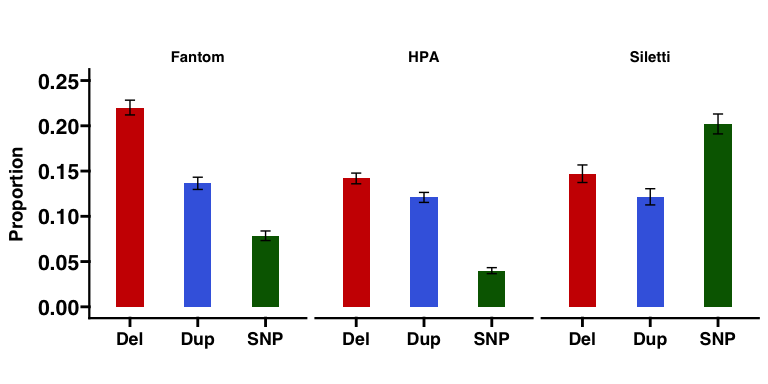 Fantom HPA Siletti
Proportion
0.25
0.20
0.15
0.10
0.05
0.00
Del Dup SNP Del Dup SNP Del Dup SNP